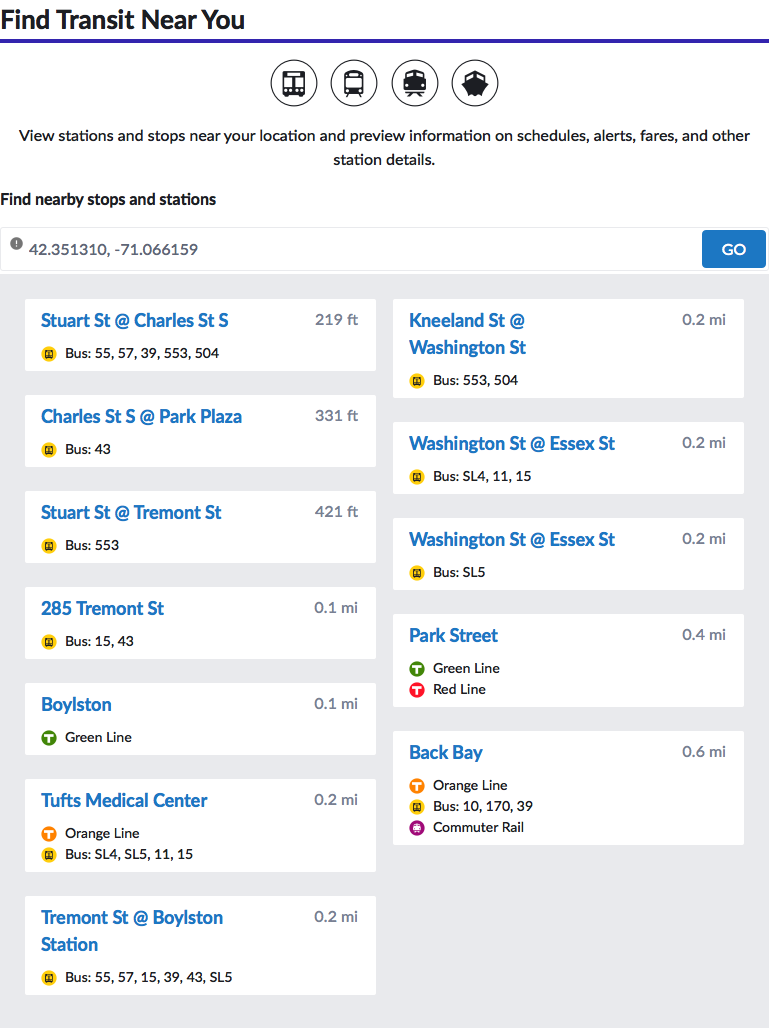 Find Transit Near You
View stations and stops near your location and preview information on schedules, alerts, fares, and other
station details.
Find nearby stops and stations
42.351310, -71.066159
GO
Stuart St @ Charles St S
219 ft
Bus: 55, 57, 39, 553, 504
Charles St S @ Park Plaza
331 ft
Bus: 43
Stuart St @ Tremont St
421 ft
Bus: 553
285 Tremont St
0.1 mi
Bus: 15, 43
Boylston
0.1 mi
T Green Line
Tufts Medical Center
0.2 mi
T Orange Line
Bus: SL4, SL5, 11, 15
Tremont St @ Boylston
Station
0.2 mi
Bus: 55, 57, 15, 39, 43, SL5
Kneeland St @
Washington St
0.2 mi
Bus: 553, 504
Washington St @ Essex St
0.2 mi
Bus: SL4, 11, 15
Washington St @ Essex St
0.2 mi
Bus: SL5
Park Street
0.4 mi
T Green Line
T Red Line
Back Bay
0.6 mi
T Orange Line
Bus: 10, 170, 39
Commuter Rail